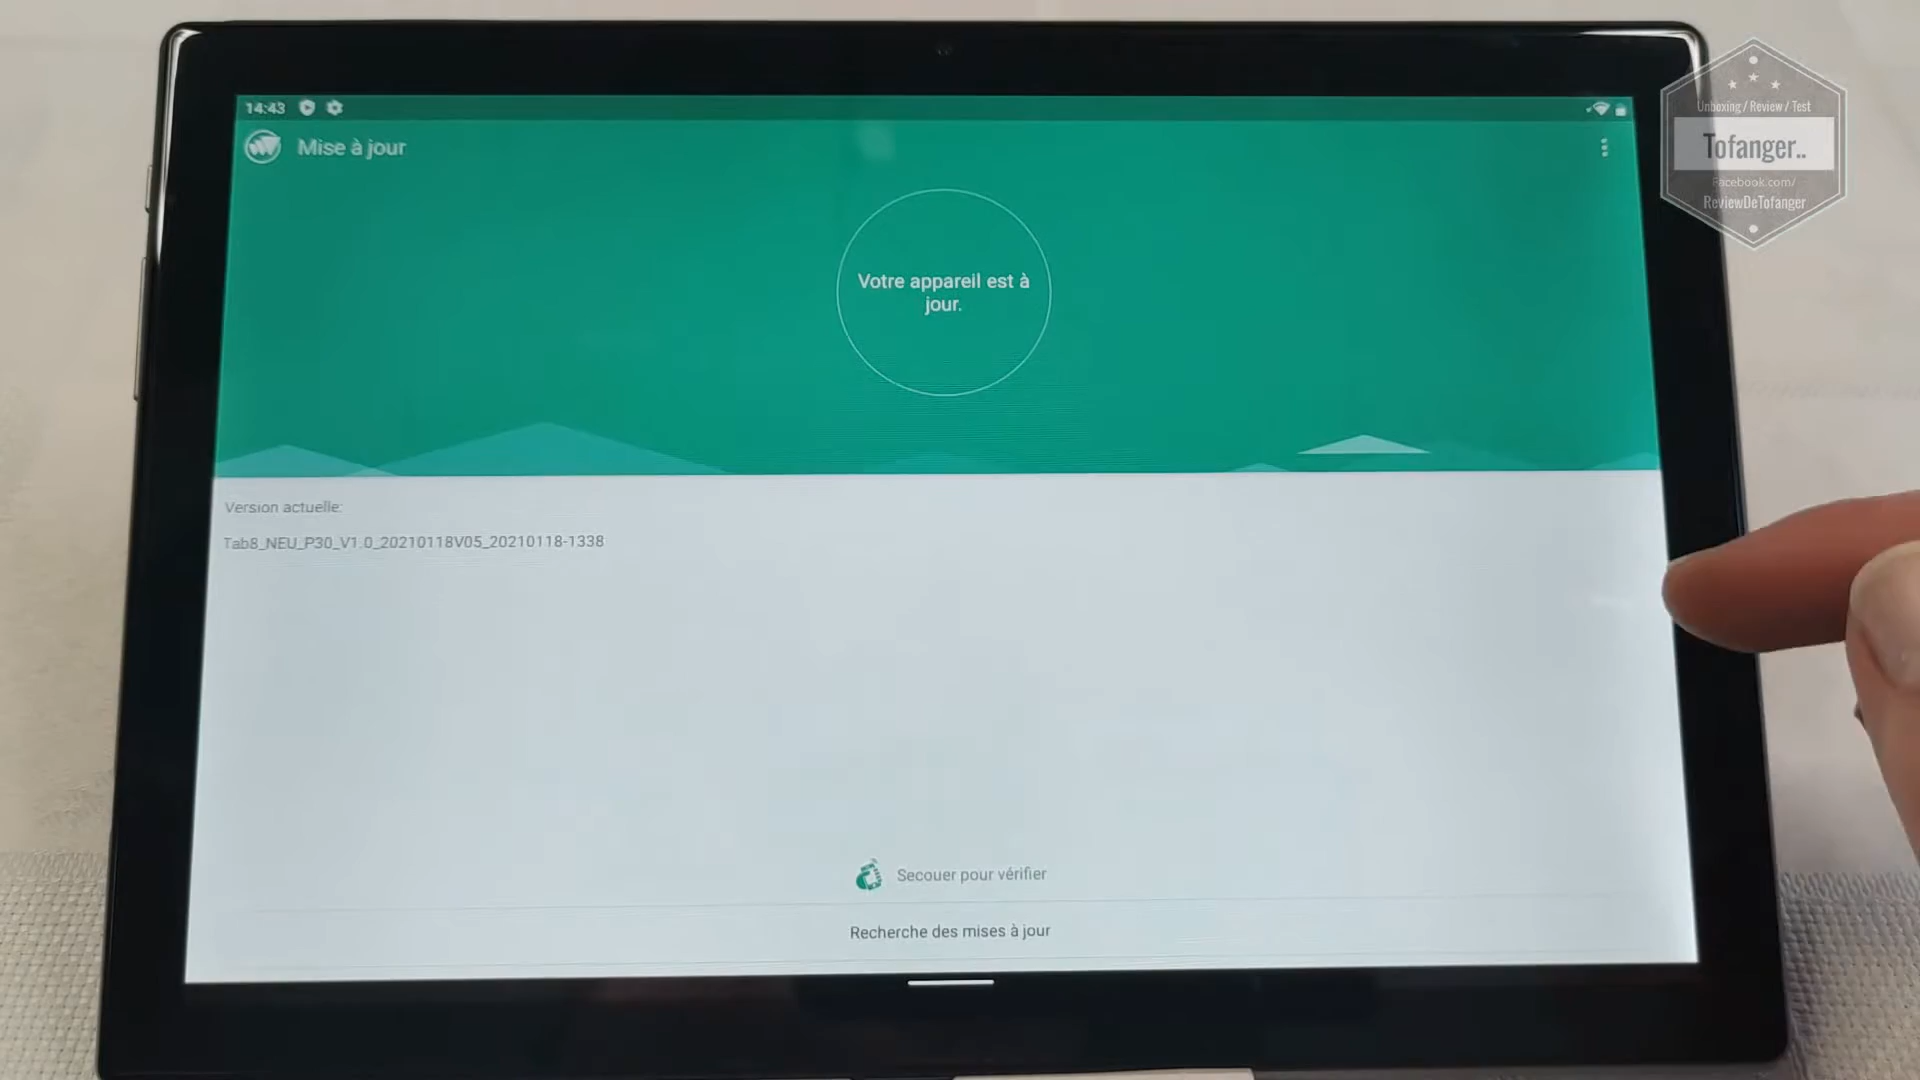 14:43
Mise à jour
Votre appareil est à
jour.
Version actuelle:
Tab8_NEU_P30_V1.0_20210118V05_20210118-1338
Secouer pour vérifier
Recherche des mises à jour
Unboxing / Review / Test
Tofanger..
Facebook.com/
ReviewDeTofanger